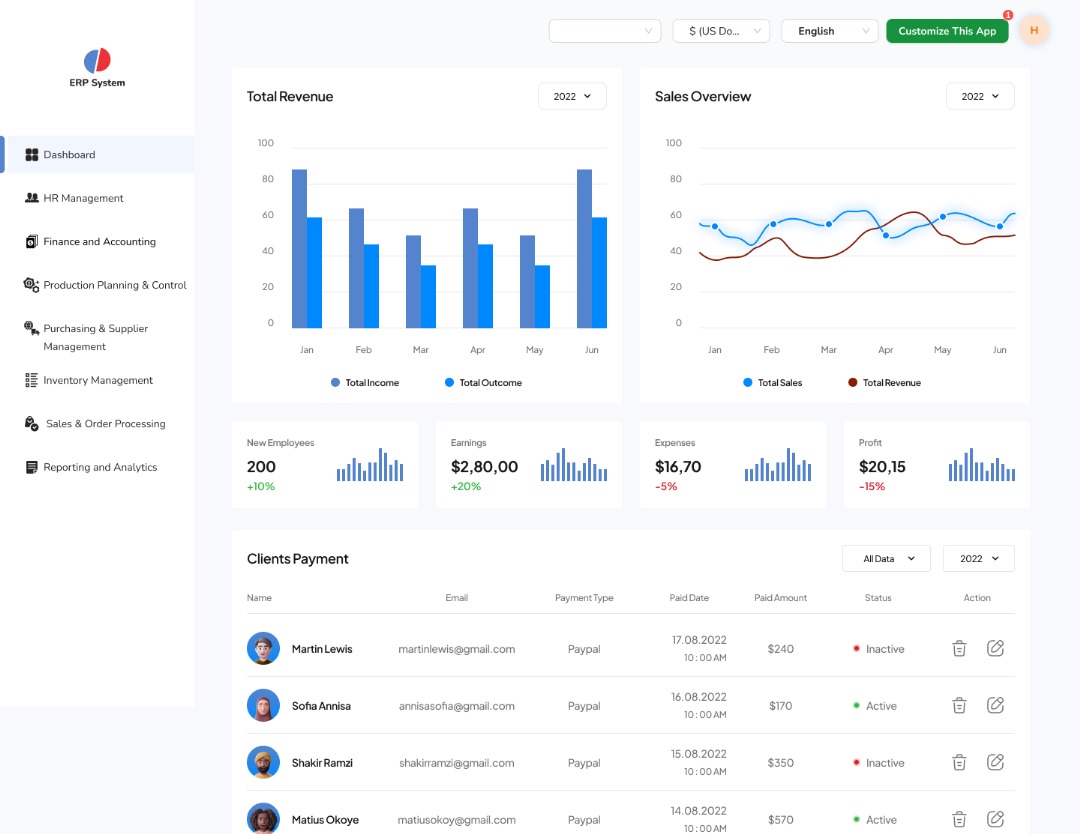 $ (US Do...
English
Customize This App
1
H
ERP System
Dashboard
HR Management
Finance and Accounting
Production Planning & Control
Purchasing & Supplier
Management
Inventory Management
Sales & Order Processing
Reporting and Analytics
Total Revenue
2022
100
80
60
40
20
0
Jan Feb Mar Apr May Jun
Total Income Total Outcome
Sales Overview
2022
100
80
60
40
20
0
Jan Feb Mar Apr May Jun
Total Sales Total Revenue
New Employees
200
+10%
Earnings
$2,80,00
+20%
Expenses
$16,70
-5%
Profit
$20,15
-15%
Clients Payment
All Data 2022
Name Email Payment Type Paid Date Paid Amount Status Action
Martin Lewis martinlewis@gmail.com Paypal 17.08.2022 $240 Inactive
10 : 00 AM
Sofia Annisa annisasofia@gmail.com Paypal 16.08.2022 $170 Active
10 : 00 AM
Shakir Ramzi shakirramzi@gmail.com Paypal 15.08.2022 $350 Inactive
10 : 00 AM
Matius Okoye matiusokoy@gmail.com Paypal 14.08.2022 $570 Active
10 : 00 AM